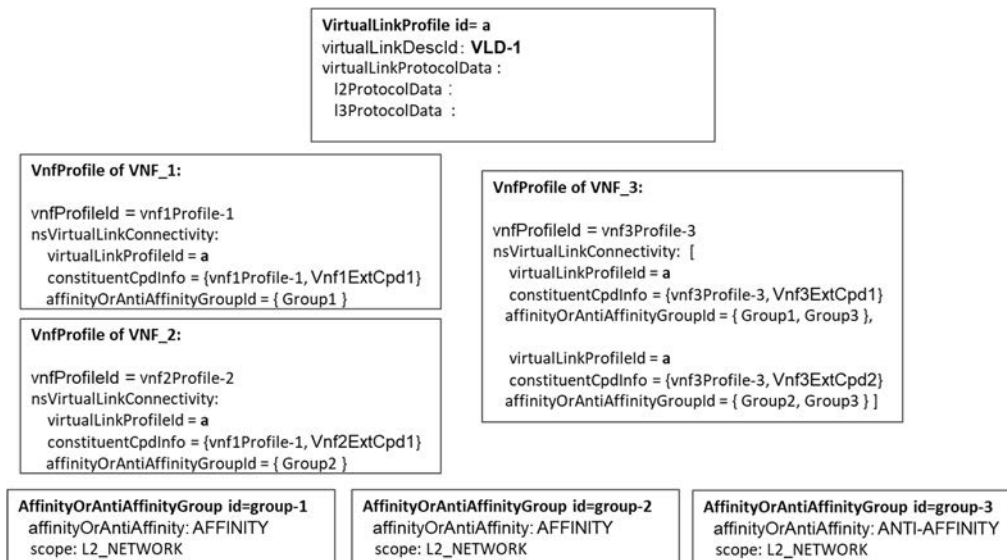 VirtualLinkProfile id= a
virtualLinkDescId: VLD-1
virtualLinkProtocolData :
l2ProtocolData :
l3ProtocolData :
VnfProfile of VNF_1:
vnfProfileId = vnf1Profile-1
nsVirtualLinkConnectivity:
virtualLinkProfileId = a
constituentCpdInfo = {vnf1Profile-1, Vnf1ExtCpd1}
affinityOrAntiAffinityGroupId = { Group1 }
VnfProfile of VNF_2:
vnfProfileId = vnf2Profile-2
nsVirtualLinkConnectivity:
virtualLinkProfileId = a
constituentCpdInfo = {vnf1Profile-1, Vnf2ExtCpd1}
affinityOrAntiAffinityGroupId = { Group2 }
VnfProfile of VNF_3:
vnfProfileId = vnf3Profile-3
nsVirtualLinkConnectivity: [
virtualLinkProfileId = a
constituentCpdInfo = {vnf3Profile-3, Vnf3ExtCpd1}
affinityOrAntiAffinityGroupId = { Group1, Group3 },
virtualLinkProfileId = a
constituentCpdInfo = {vnf3Profile-3, Vnf3ExtCpd2}
affinityOrAntiAffinityGroupId = { Group2, Group3 } ]
AffinityOrAntiAffinityGroup id=group-1
affinityOrAntiAffinity: AFFINITY
scope: L2_NETWORK
AffinityOrAntiAffinityGroup id=group-2
affinityOrAntiAffinity: AFFINITY
scope: L2_NETWORK
AffinityOrAntiAffinityGroup id=group-3
affinityOrAntiAffinity: ANTI-AFFINITY
scope: L2_NETWORK